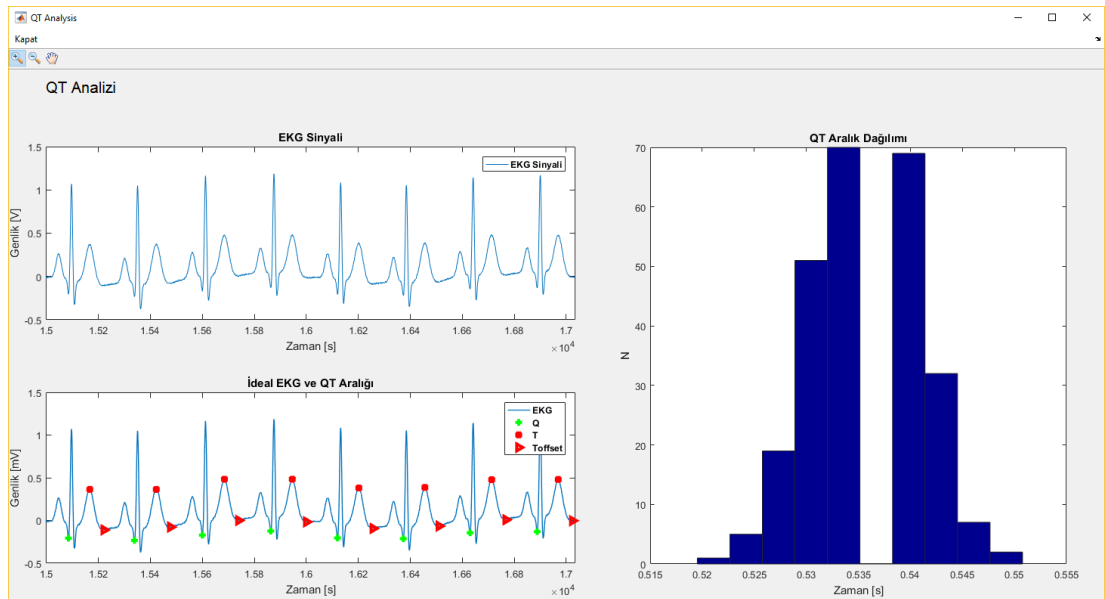 QT Analysis
Kapat
QT Analizi
EKG Sinyali
EKG Sinyali
Genlik [V]
1.5
1
0.5
0
-0.5
1.5 1.52 1.54 1.56 1.58 1.6 1.62 1.64 1.66 1.68 1.7
Zaman [s]
×10⁴
İdeal EKG ve QT Aralığı
EKG
Q
T
Toffset
Genlik [mV]
1.5
1
0.5
0
-0.5
1.5 1.52 1.54 1.56 1.58 1.6 1.62 1.64 1.66 1.68 1.7
Zaman [s]
×10⁴
QT Aralık Dağılımı
N
70
60
50
40
30
20
10
0
0.515 0.52 0.525 0.53 0.535 0.54 0.545 0.55 0.555
Zaman [s]